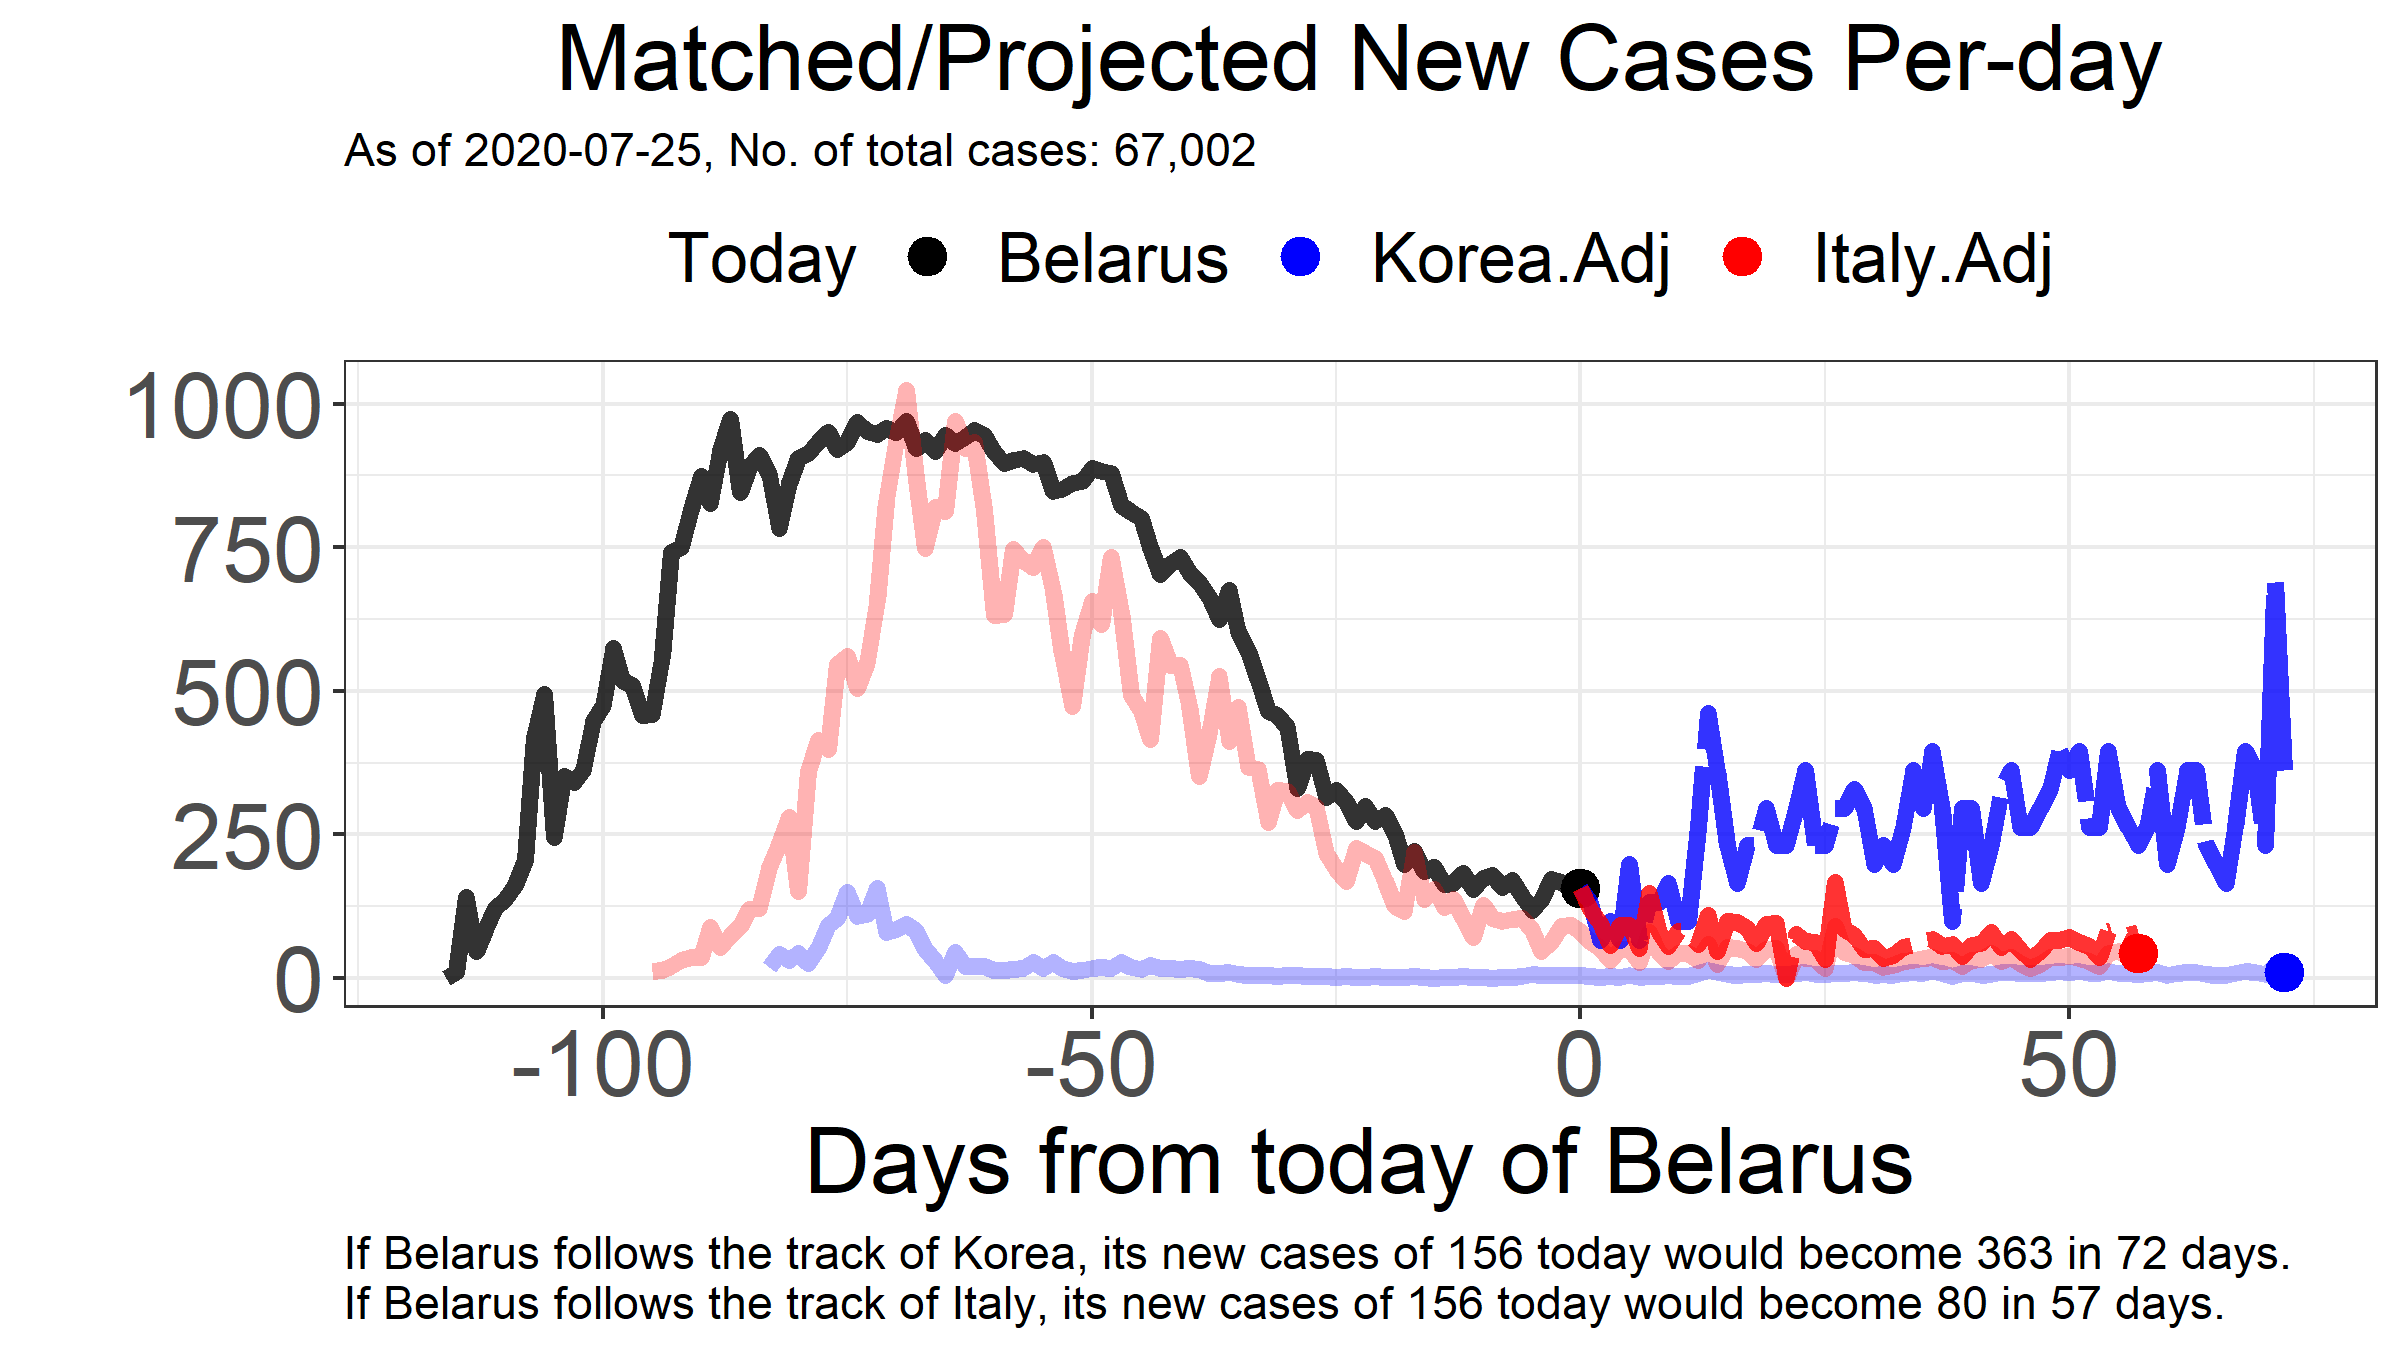 Matched/Projected New Cases Per-day
As of 2020-07-25, No. of total cases: 67,002
Today Belarus Korea.Adj Italy.Adj
1000
750
500
250
0
-100 -50 0 50
Days from today of Belarus
If Belarus follows the track of Korea, its new cases of 156 today would become 363 in 72 days.
If Belarus follows the track of Italy, its new cases of 156 today would become 80 in 57 days.